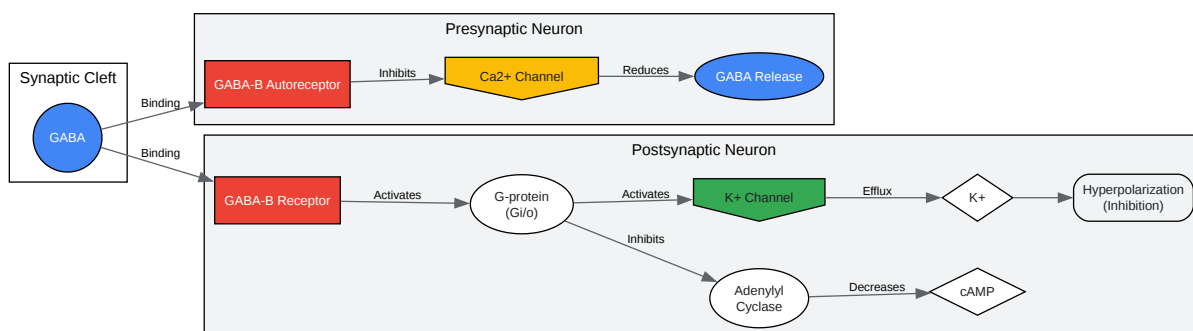 Presynaptic Neuron
Synaptic Cleft
GABA
Binding
GABA-B Autoreceptor
Inhibits
Ca2+ Channel
Reduces
GABA Release
Postsynaptic Neuron
Binding
GABA-B Receptor
Activates
G-protein
(Gi/o)
Activates
K+ Channel
Efflux
K+
Hyperpolarization
(Inhibition)
Inhibits
Adenylyl
Cyclase
Decreases
cAMP